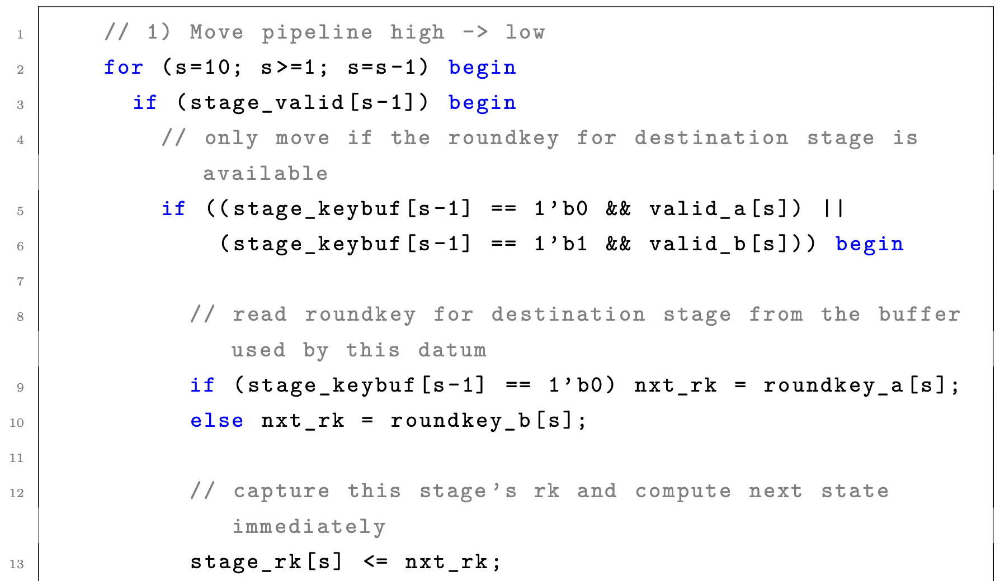 1 // 1) Move pipeline high -> low
2 for (s=10; s>=1; s=s-1) begin
3 if (stage_valid[s-1]) begin
4 // only move if the roundkey for destination stage is
available
5 if ((stage_keybuf[s-1] == 1'b0 && valid_a[s]) ||
6 (stage_keybuf[s-1] == 1'b1 && valid_b[s])) begin
7
8 // read roundkey for destination stage from the buffer
used by this datum
9 if (stage_keybuf[s-1] == 1'b0) nxt_rk = roundkey_a[s];
10 else nxt_rk = roundkey_b[s];
11
12 // capture this stage's rk and compute next state
immediately
13 stage_rk[s] <= nxt_rk;